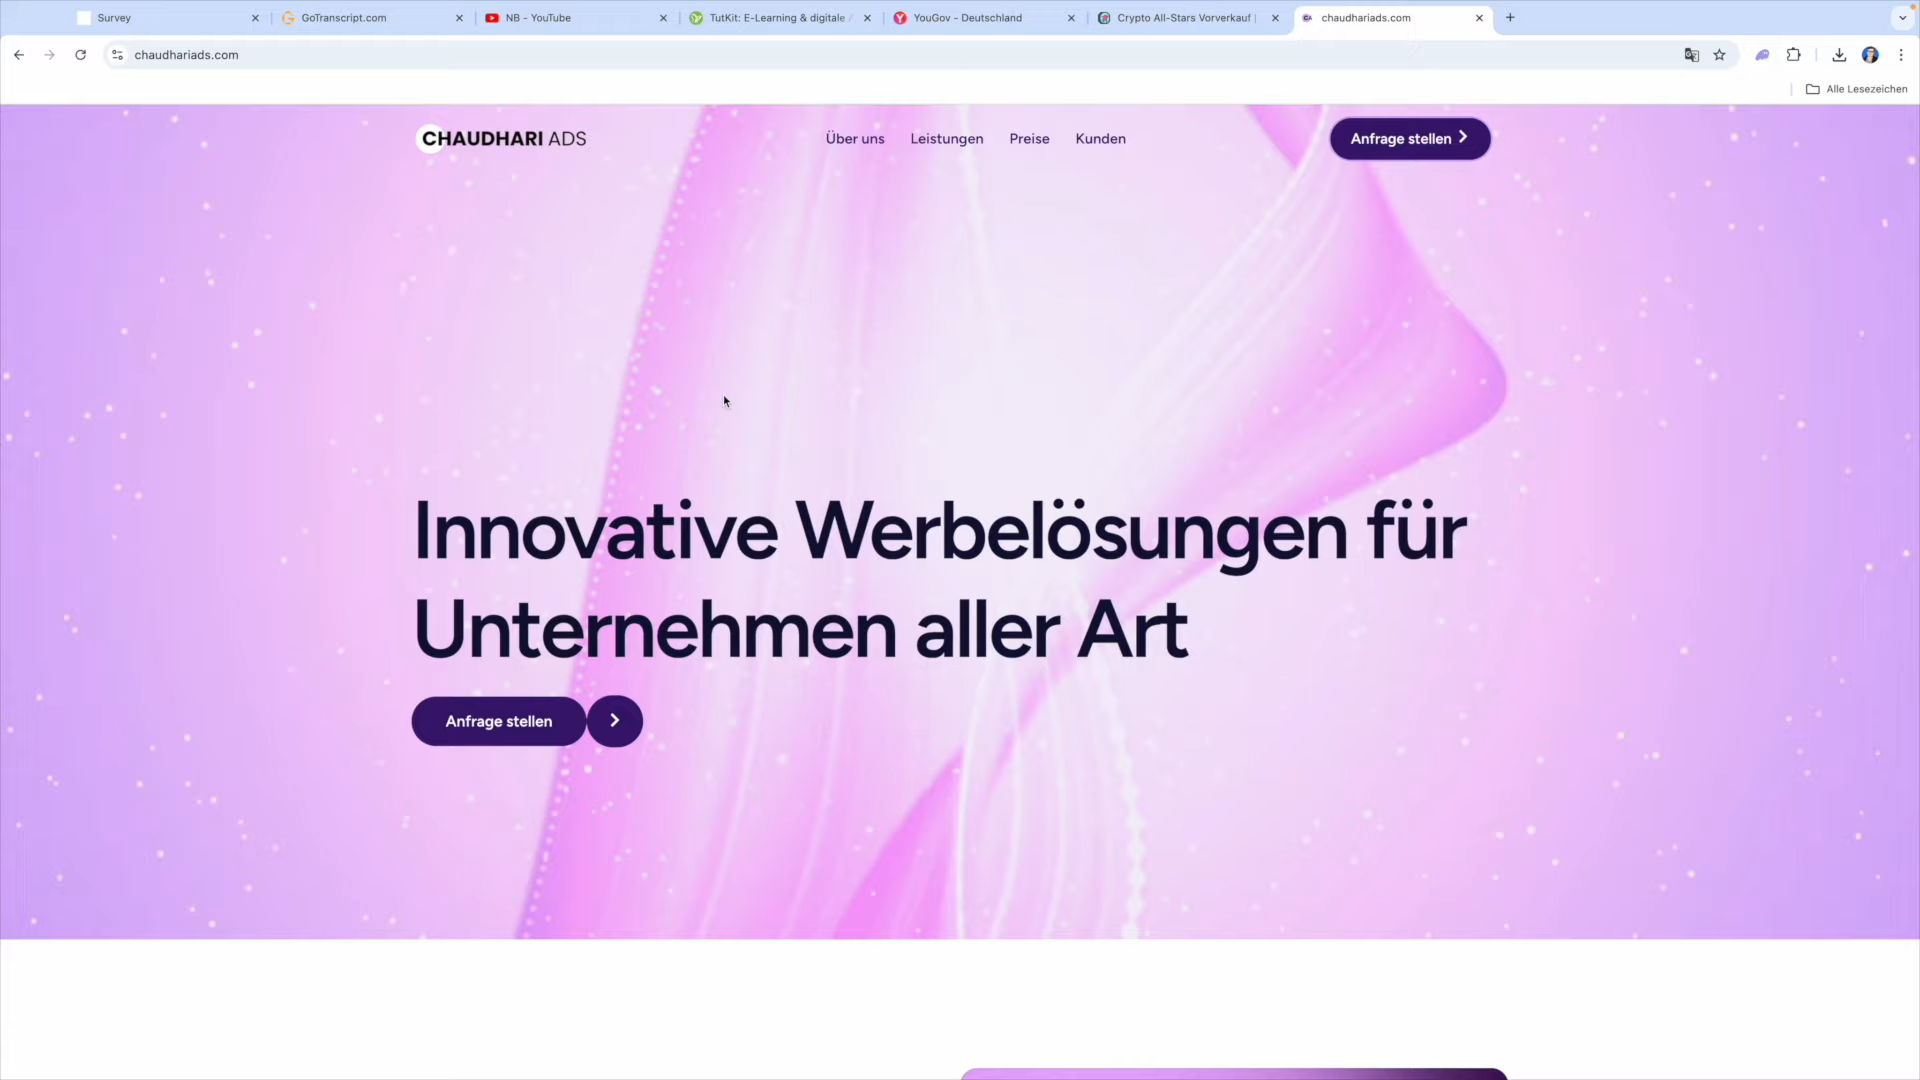 Survey
GoTranscript.com
NB - YouTube
TutKit: E-Learning & digitale
YouGov - Deutschland
Crypto All-Stars Vorverkauf |
chaudhariads.com
chaudhariads.com
Alle Lesezeichen
CHAUDHARI ADS
Über uns
Leistungen
Preise
Kunden
Anfrage stellen
Innovative Werbelösungen für
Unternehmen aller Art
Anfrage stellen